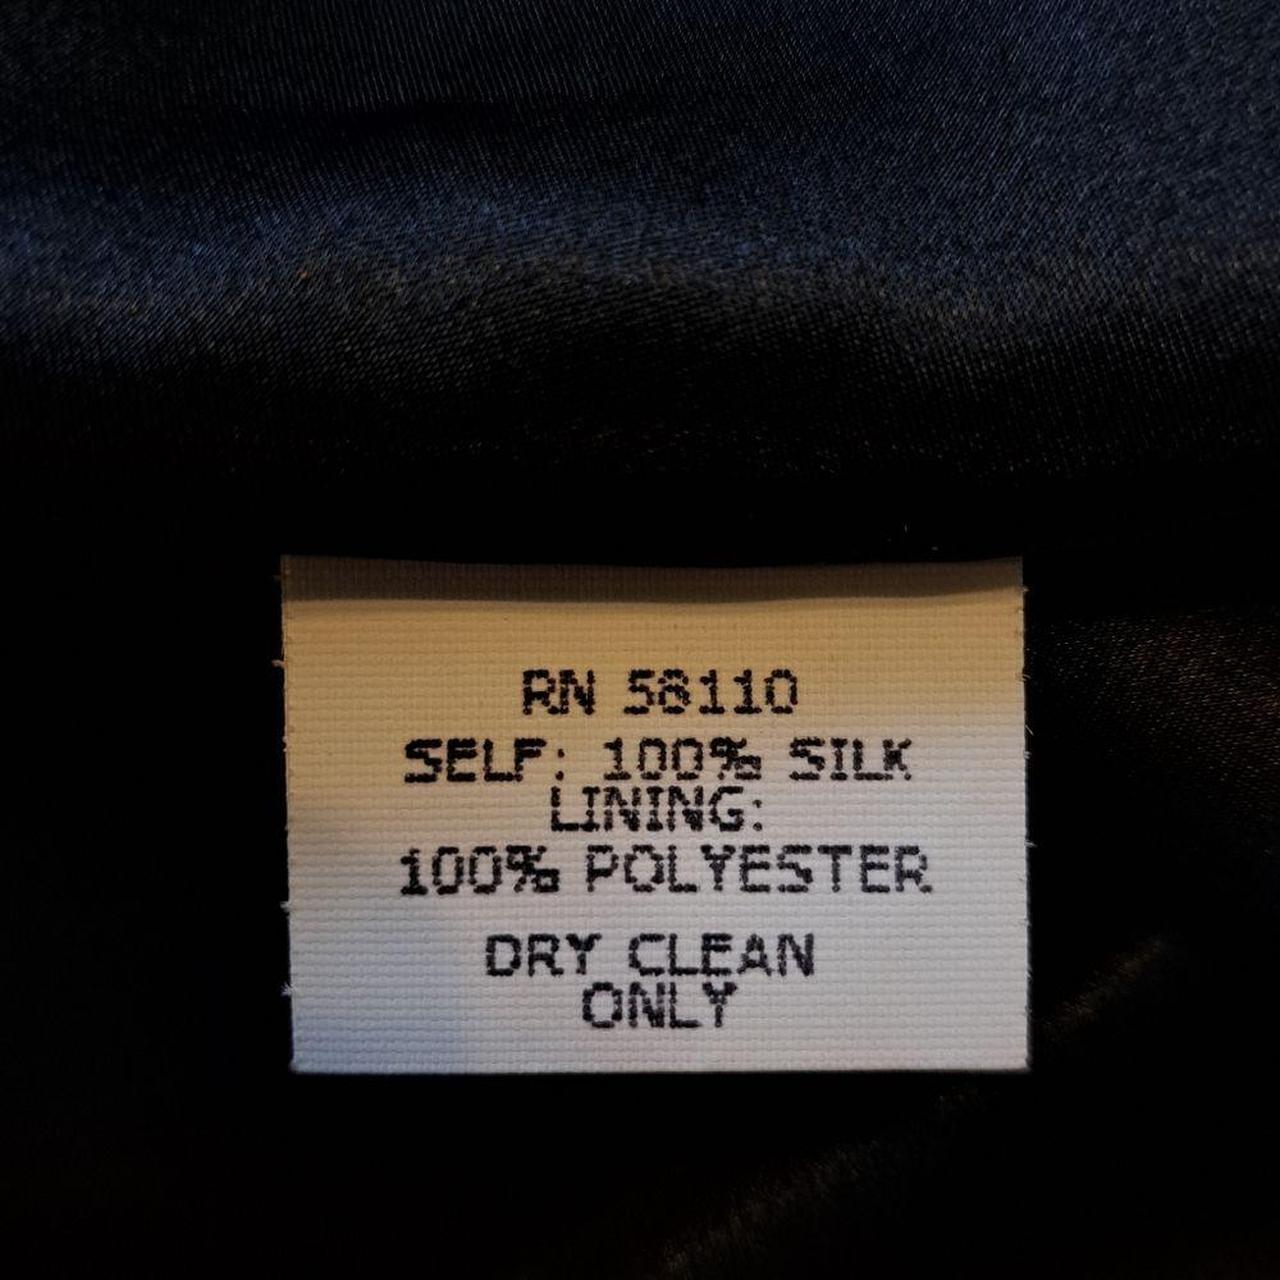 RN 58110
SELF: 100% SILK
LINING:
100% POLYESTER
DRY CLEAN
ONLY